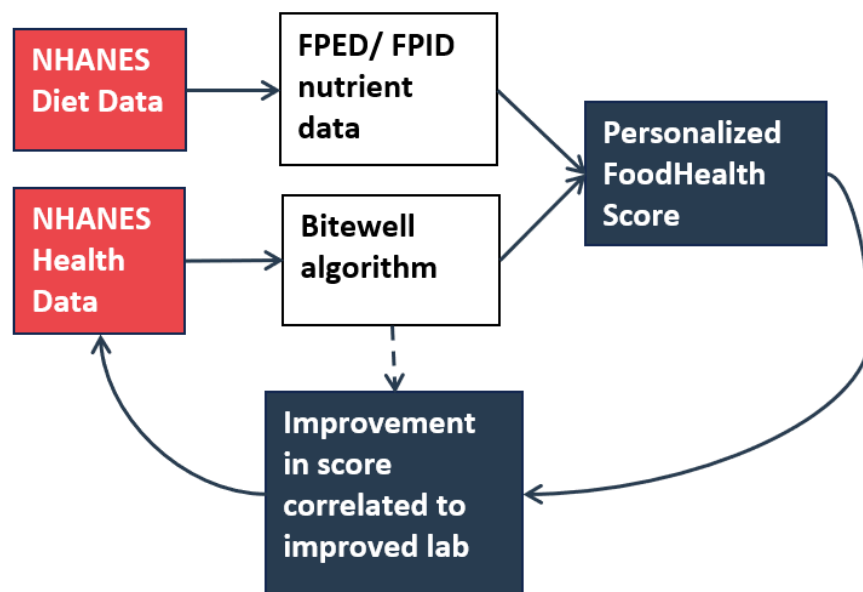 NHANES
Diet Data
FPED/ FPID
nutrient
data
Personalized
FoodHealth
Score
NHANES
Health
Data
Bitewell
algorithm
Improvement
in score
correlated to
improved lab